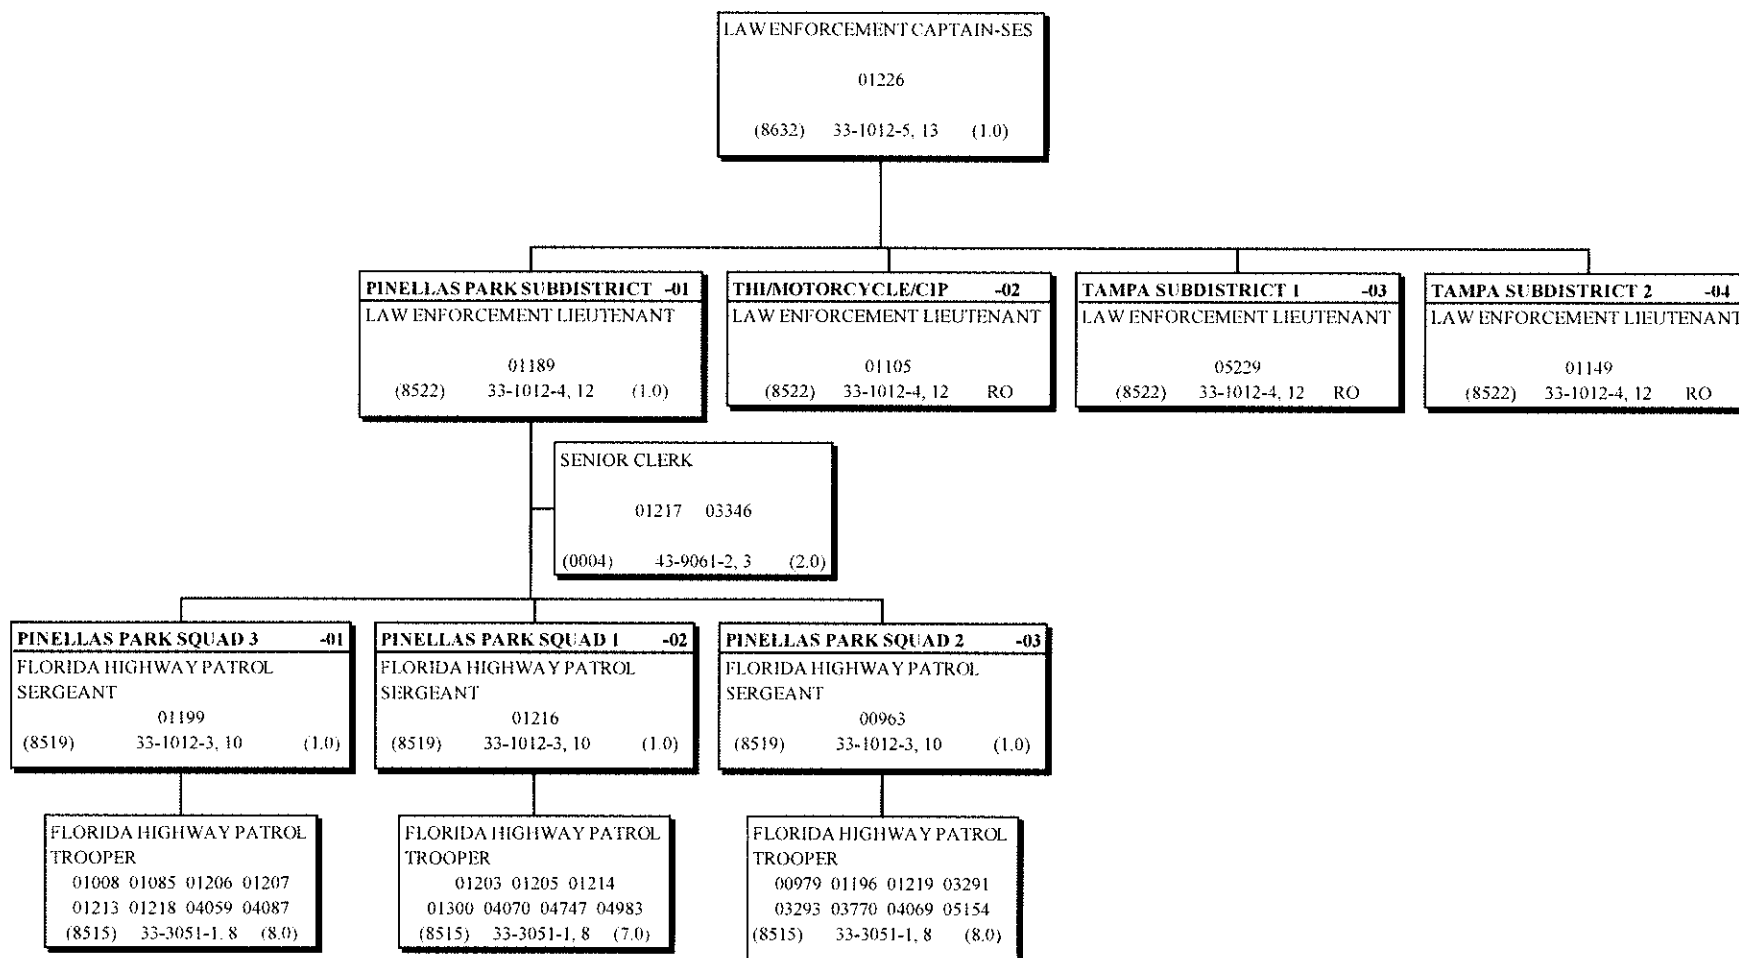 LAW ENFORCEMENT CAPTAIN-SES
01226
(8632) 33-1012-5, 13 (1.0)
PINELLAS PARK SUBDISTRICT -01
LAW ENFORCEMENT LIEUTENANT
01189
(8522) 33-1012-4, 12 (1.0)
THI/MOTORCYCLE/CIP -02
LAW ENFORCEMENT LIEUTENANT
01105
(8522) 33-1012-4, 12 RO
TAMPA SUBDISTRICT 1 -03
LAW ENFORCEMENT LIEUTENANT
05229
(8522) 33-1012-4, 12 RO
TAMPA SUBDISTRICT 2 -04
LAW ENFORCEMENT LIEUTENANT
01149
(8522) 33-1012-4, 12 RO
SENIOR CLERK
01217 03346
(0004) 43-9061-2, 3 (2.0)
PINELLAS PARK SQUAD 3 -01
FLORIDA HIGHWAY PATROL
SERGEANT
01199
(8519) 33-1012-3, 10 (1.0)
PINELLAS PARK SQUAD 1 -02
FLORIDA HIGHWAY PATROL
SERGEANT
01216
(8519) 33-1012-3, 10 (1.0)
PINELLAS PARK SQUAD 2 -03
FLORIDA HIGHWAY PATROL
SERGEANT
00963
(8519) 33-1012-3, 10 (1.0)
FLORIDA HIGHWAY PATROL
TROOPER
01008 01085 01206 01207
01213 01218 04059 04087
(8515) 33-3051-1, 8 (8.0)
FLORIDA HIGHWAY PATROL
TROOPER
01203 01205 01214
01300 04070 04747 04983
(8515) 33-3051-1, 8 (7.0)
FLORIDA HIGHWAY PATROL
TROOPER
00979 01196 01219 03291
03293 03770 04069 05154
(8515) 33-3051-1, 8 (8.0)